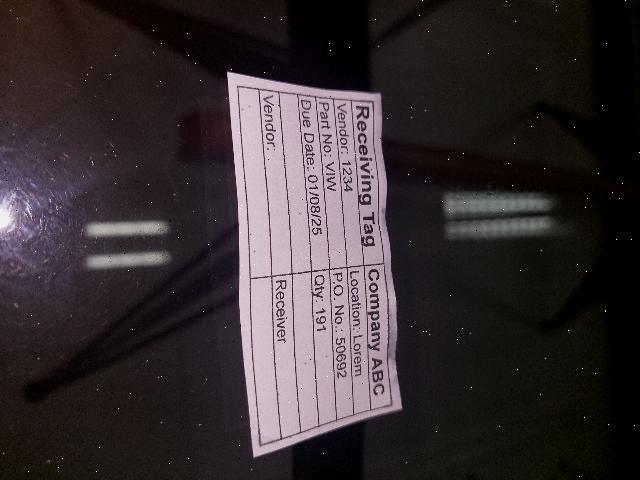 Receiving Tag Company ABC
Vendor: 1234 Location: Lorem
Part No: VIW P.O. No.: 50692
Due Date: 01/08/25 Qty: 191
Vendor: Receiver